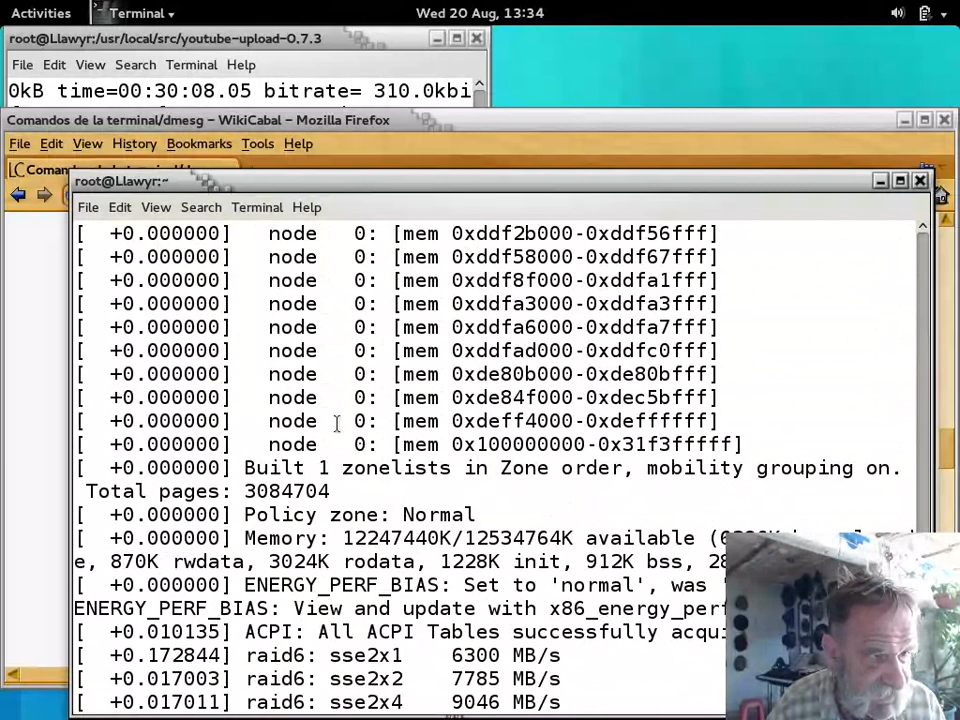 Activities Terminal Wed 20 Aug, 13:34
root@Llawyr:/usr/local/src/youtube-upload-0.7.3
File Edit View Search Terminal Help
0kB time=00:30:08.05 bitrate= 310.0kbi
Comandos de la terminal/dmesg – WikiCabal – Mozilla Firefox
File Edit View History Bookmarks Tools Help
root@Llawyr:~
File Edit View Search Terminal Help
[  +0.000000]   node   0: [mem 0xddf2b000-0xddf56fff]
[  +0.000000]   node   0: [mem 0xddf58000-0xddf67fff]
[  +0.000000]   node   0: [mem 0xddf8f000-0xddfa1fff]
[  +0.000000]   node   0: [mem 0xddfa3000-0xddfa3fff]
[  +0.000000]   node   0: [mem 0xddfa6000-0xddfa7fff]
[  +0.000000]   node   0: [mem 0xddfad000-0xddfc0fff]
[  +0.000000]   node   0: [mem 0xde80b000-0xde80bfff]
[  +0.000000]   node   0: [mem 0xde84f000-0xdec5bfff]
[  +0.000000]   node   0: [mem 0xdeff4000-0xdeffffff]
[  +0.000000]   node   0: [mem 0x100000000-0x31f3fffff]
[  +0.000000] Built 1 zonelists in Zone order, mobility grouping on.
Total pages: 3084704
[  +0.000000] Policy zone: Normal
[  +0.000000] Memory: 12247440K/12534764K available
e, 870K rwdata, 3024K rodata, 1228K init, 912K bss,
[  +0.000000] ENERGY_PERF_BIAS: Set to 'normal', was '
ENERGY_PERF_BIAS: View and update with x86_energy_perf
[  +0.010135] ACPI: All ACPI Tables successfully acqui
[  +0.172844] raid6: sse2x1    6300 MB/s
[  +0.017003] raid6: sse2x2    7785 MB/s
[  +0.017011] raid6: sse2x4    9046 MB/s